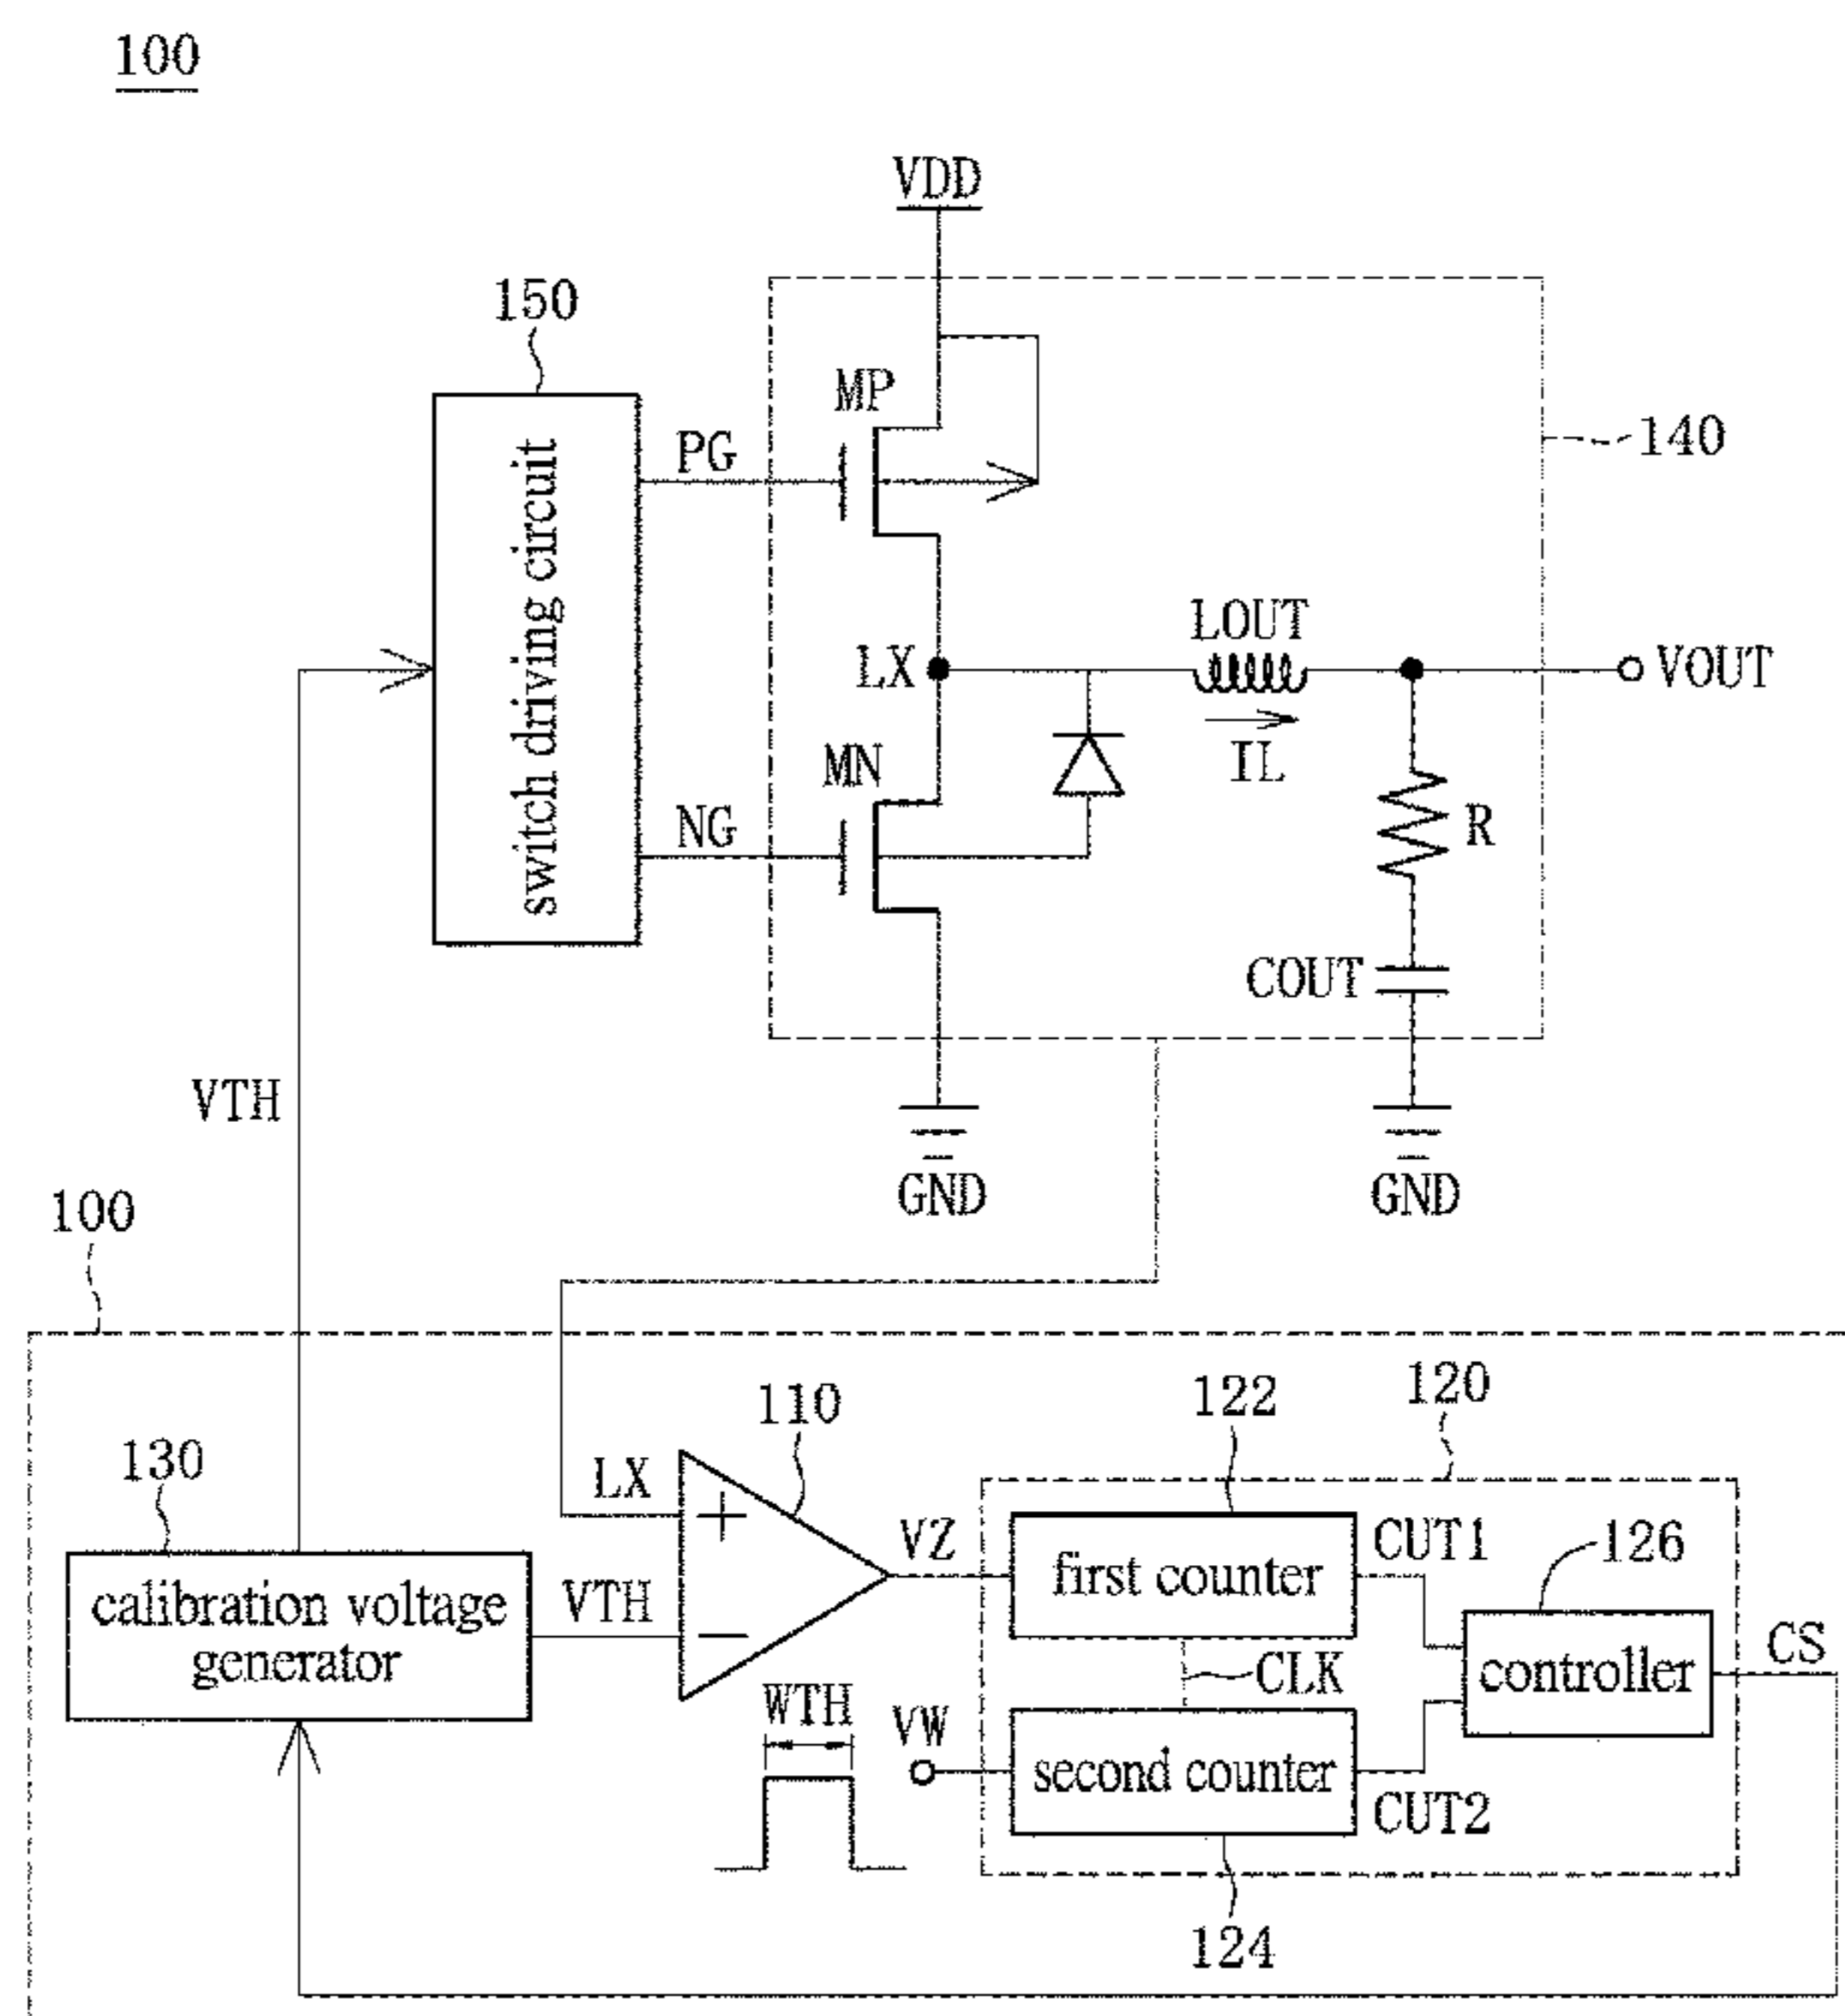 100
VDD
150
MP
PG
140
switch driving circuit
LOUT
LX
VOUT
IL
MN
NG
R
COUT
VTH
GND
GND
100
120
122
110
130
LX
+
VZ
first counter
CUT1
126
calibration voltage
generator
VTH
−
CLK
controller
CS
WTH
VW
second counter
CUT2
124